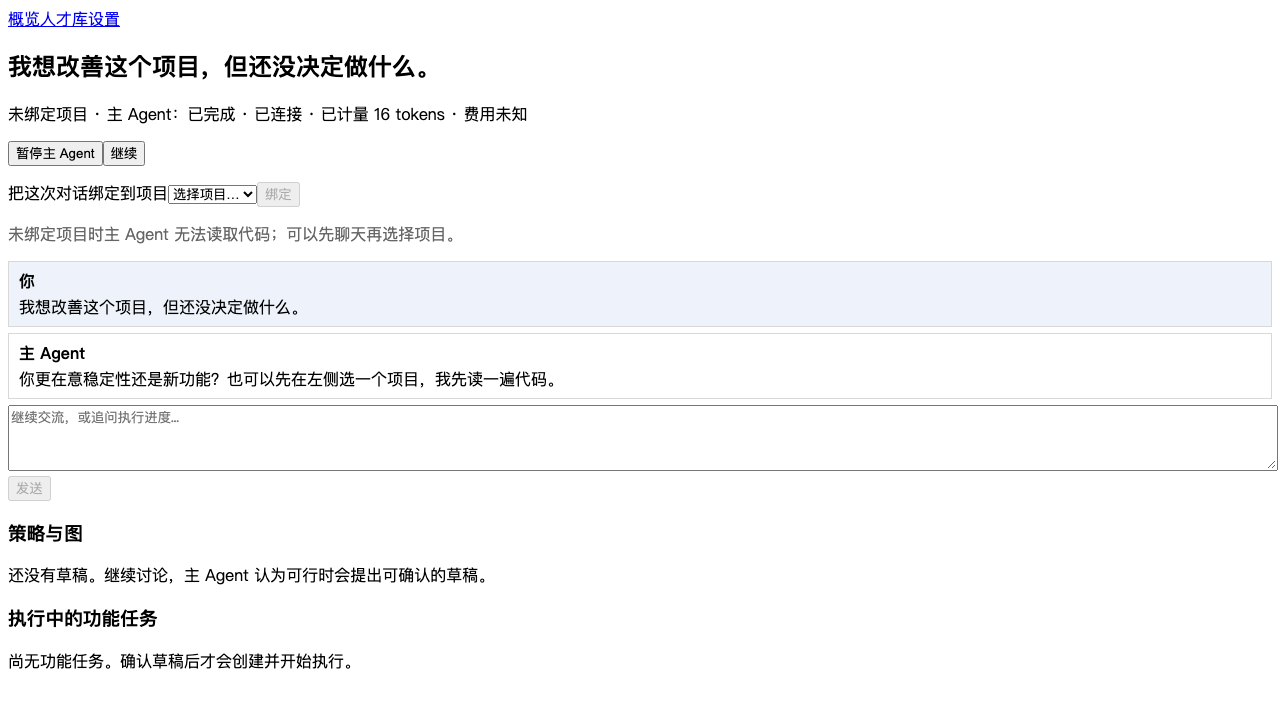 概览人才库设置
我想改善这个项目，但还没决定做什么。
未绑定项目 · 主 Agent：已完成 · 已连接 · 已计量 16 tokens · 费用未知
暂停主 Agent 继续
把这次对话绑定到项目 选择项目… 绑定
未绑定项目时主 Agent 无法读取代码；可以先聊天再选择项目。
你
我想改善这个项目，但还没决定做什么。
主 Agent
你更在意稳定性还是新功能？也可以先在左侧选一个项目，我先读一遍代码。
继续交流，或追问执行进度…
发送
策略与图
还没有草稿。继续讨论，主 Agent 认为可行时会提出可确认的草稿。
执行中的功能任务
尚无功能任务。确认草稿后才会创建并开始执行。